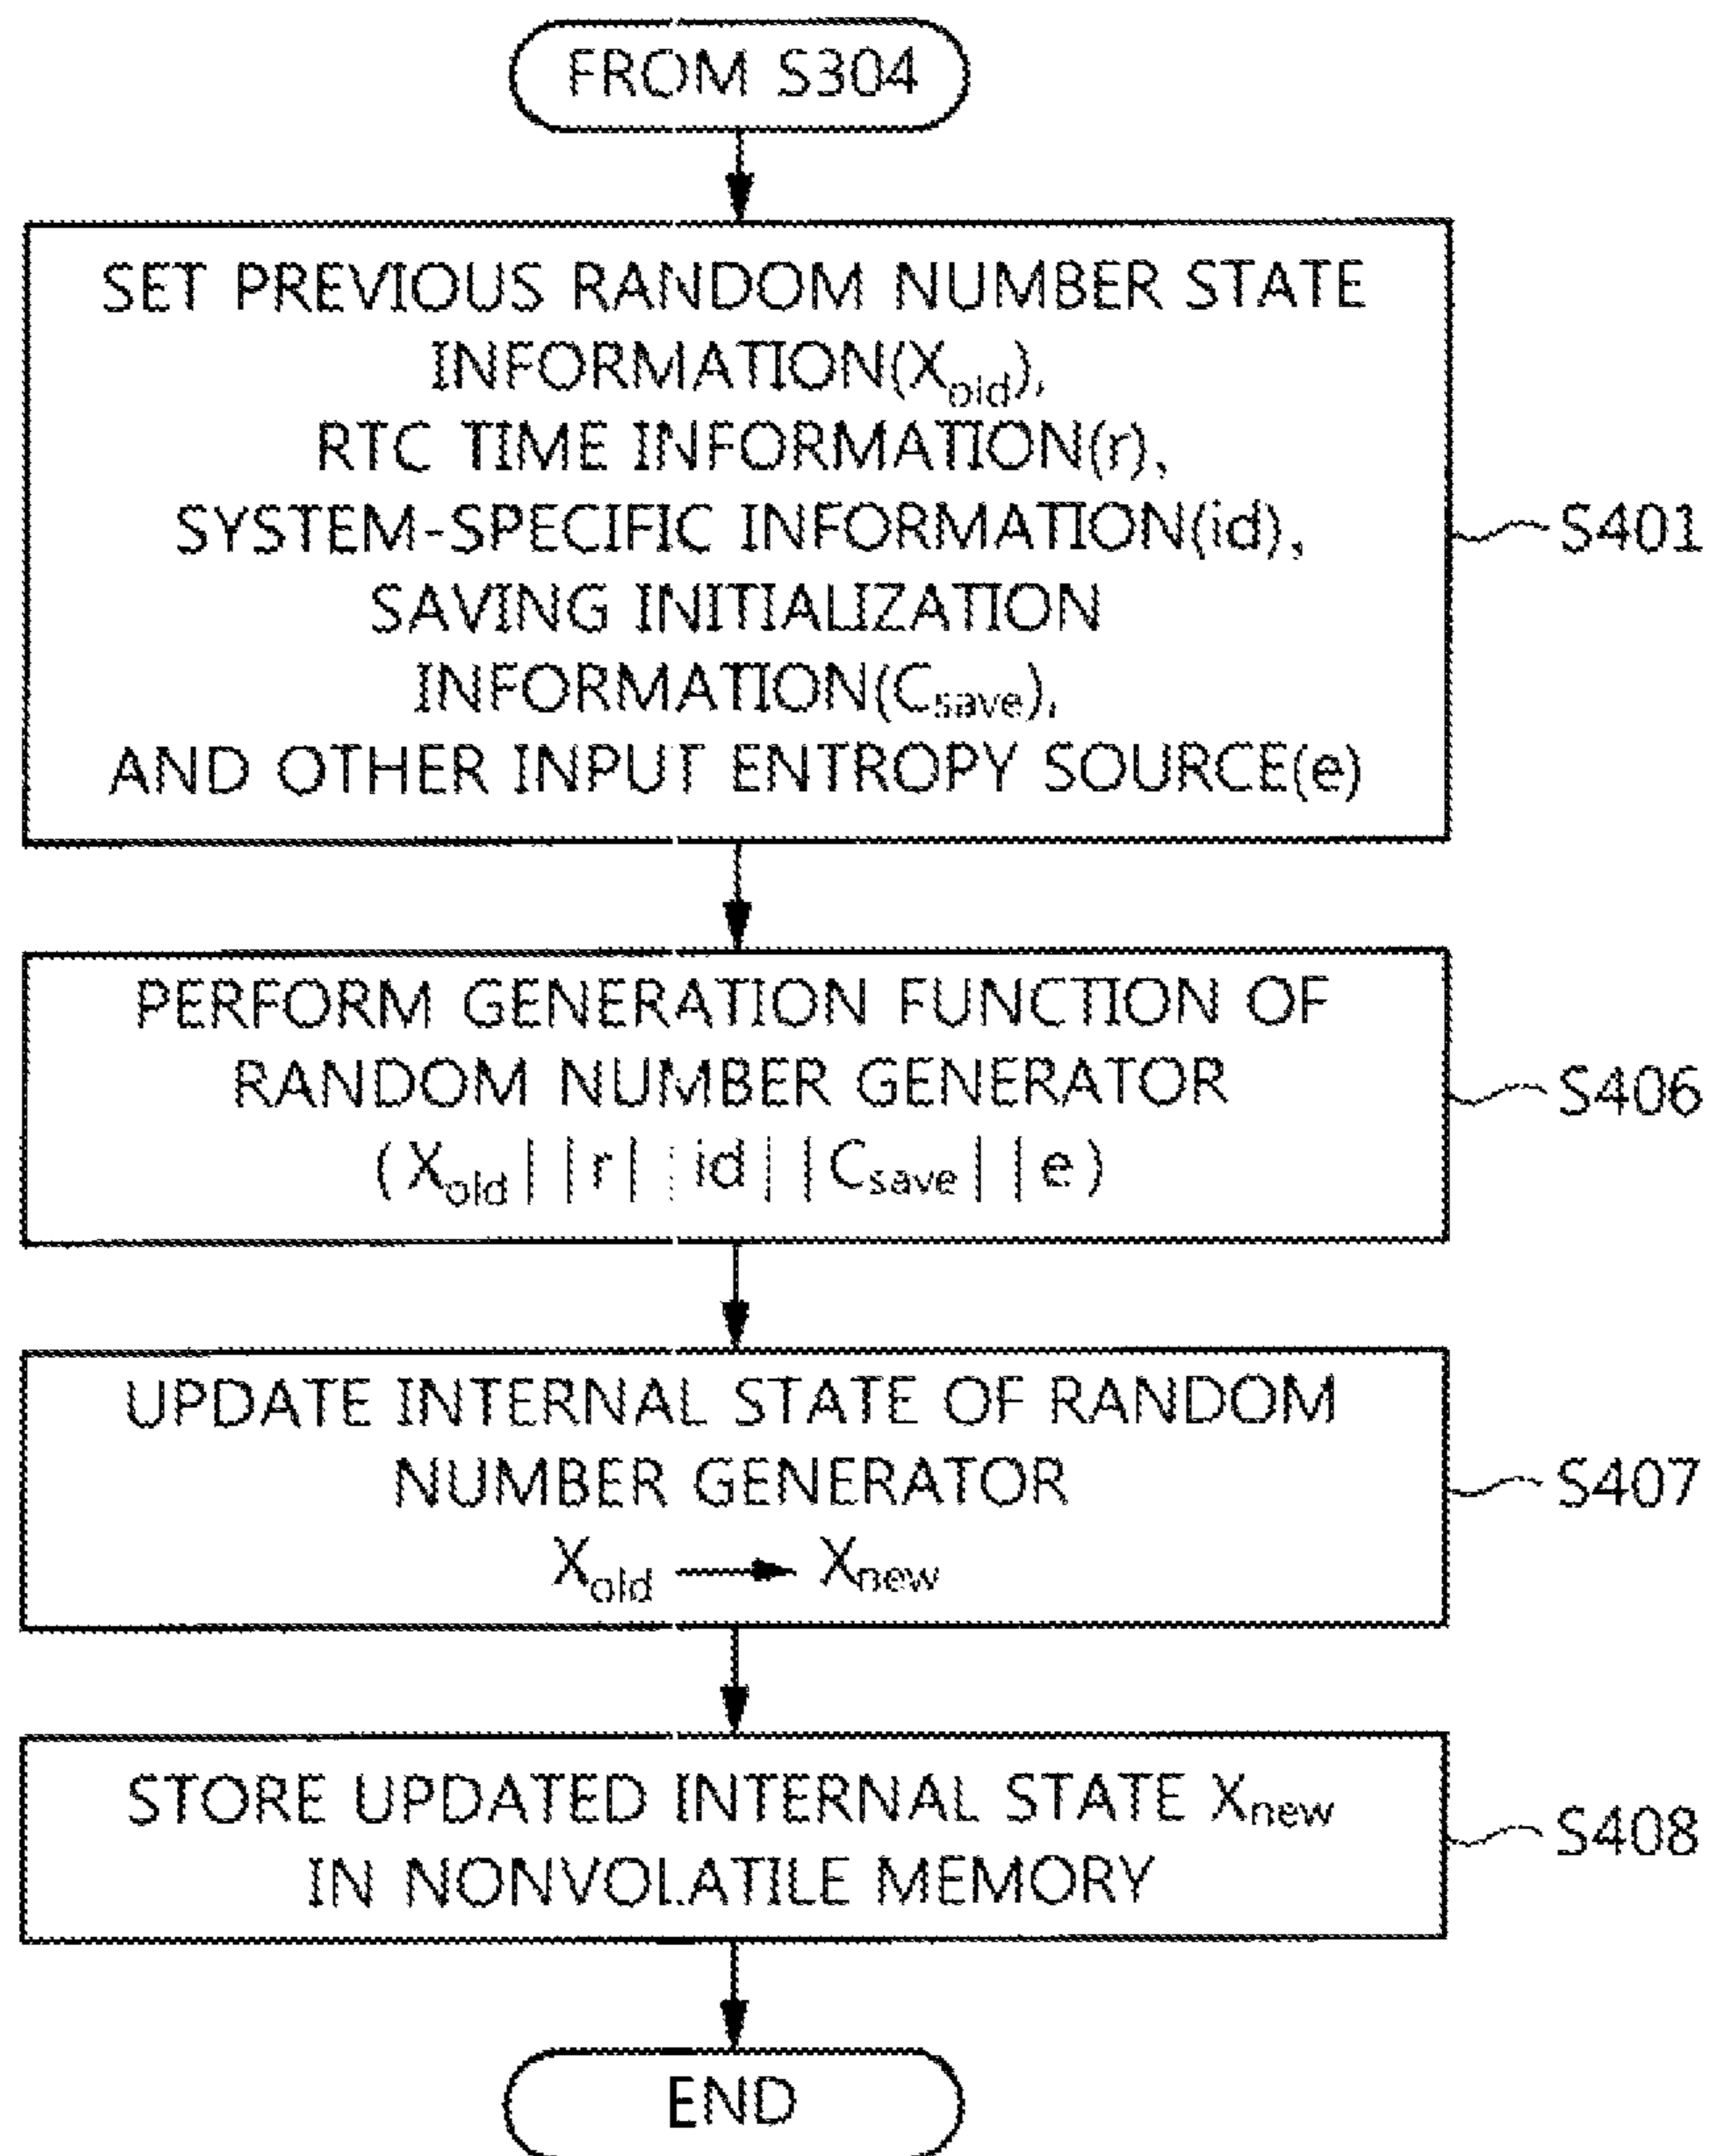 FROM S304
SET PREVIOUS RANDOM NUMBER STATE
INFORMATION(Xold),
RTC TIME INFORMATION(r),
SYSTEM-SPECIFIC INFORMATION(id),
SAVING INITIALIZATION
INFORMATION(Csave),
AND OTHER INPUT ENTROPY SOURCE(e)
S401
PERFORM GENERATION FUNCTION OF
RANDOM NUMBER GENERATOR
(Xold||r||id||Csave||e)
S406
UPDATE INTERNAL STATE OF RANDOM
NUMBER GENERATOR
Xold → Xnew
S407
STORE UPDATED INTERNAL STATE Xnew
IN NONVOLATILE MEMORY
S408
END